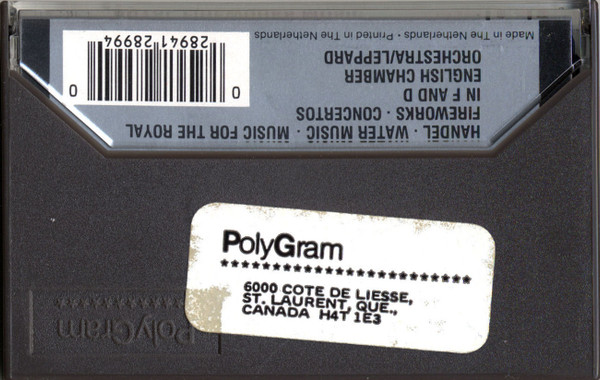 HANDEL · WATER MUSIC · MUSIC FOR THE ROYAL
FIREWORKS · CONCERTOS
IN F AND D
ENGLISH CHAMBER
ORCHESTRA/LEPPARD
Made in The Netherlands · Printed in The Netherlands
0 28941 28994 0
PolyGram
*************************
6000 COTE DE LIESSE,
ST. LAURENT, QUE.,
CANADA H4T 1E3
PolyGram